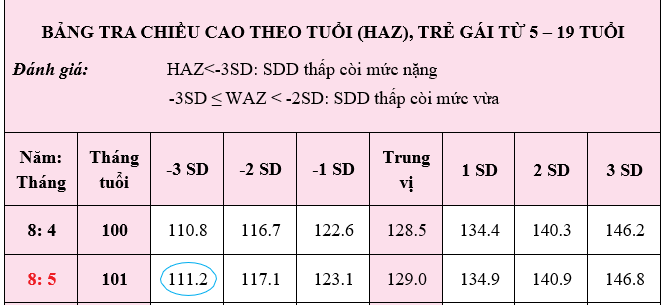 BẢNG TRA CHIỀU CAO THEO TUỔI (HAZ), TRẺ GÁI TỪ 5 – 19 TUỔI
Đánh giá: HAZ<-3SD: SDD thấp còi mức nặng
-3SD ≤ WAZ < -2SD: SDD thấp còi mức vừa
Năm: Tháng -3 SD -2 SD -1 SD Trung 1 SD 2 SD 3 SD
Tháng tuổi vị
8: 4 100 110.8 116.7 122.6 128.5 134.4 140.3 146.2
8: 5 101 111.2 117.1 123.1 129.0 134.9 140.9 146.8